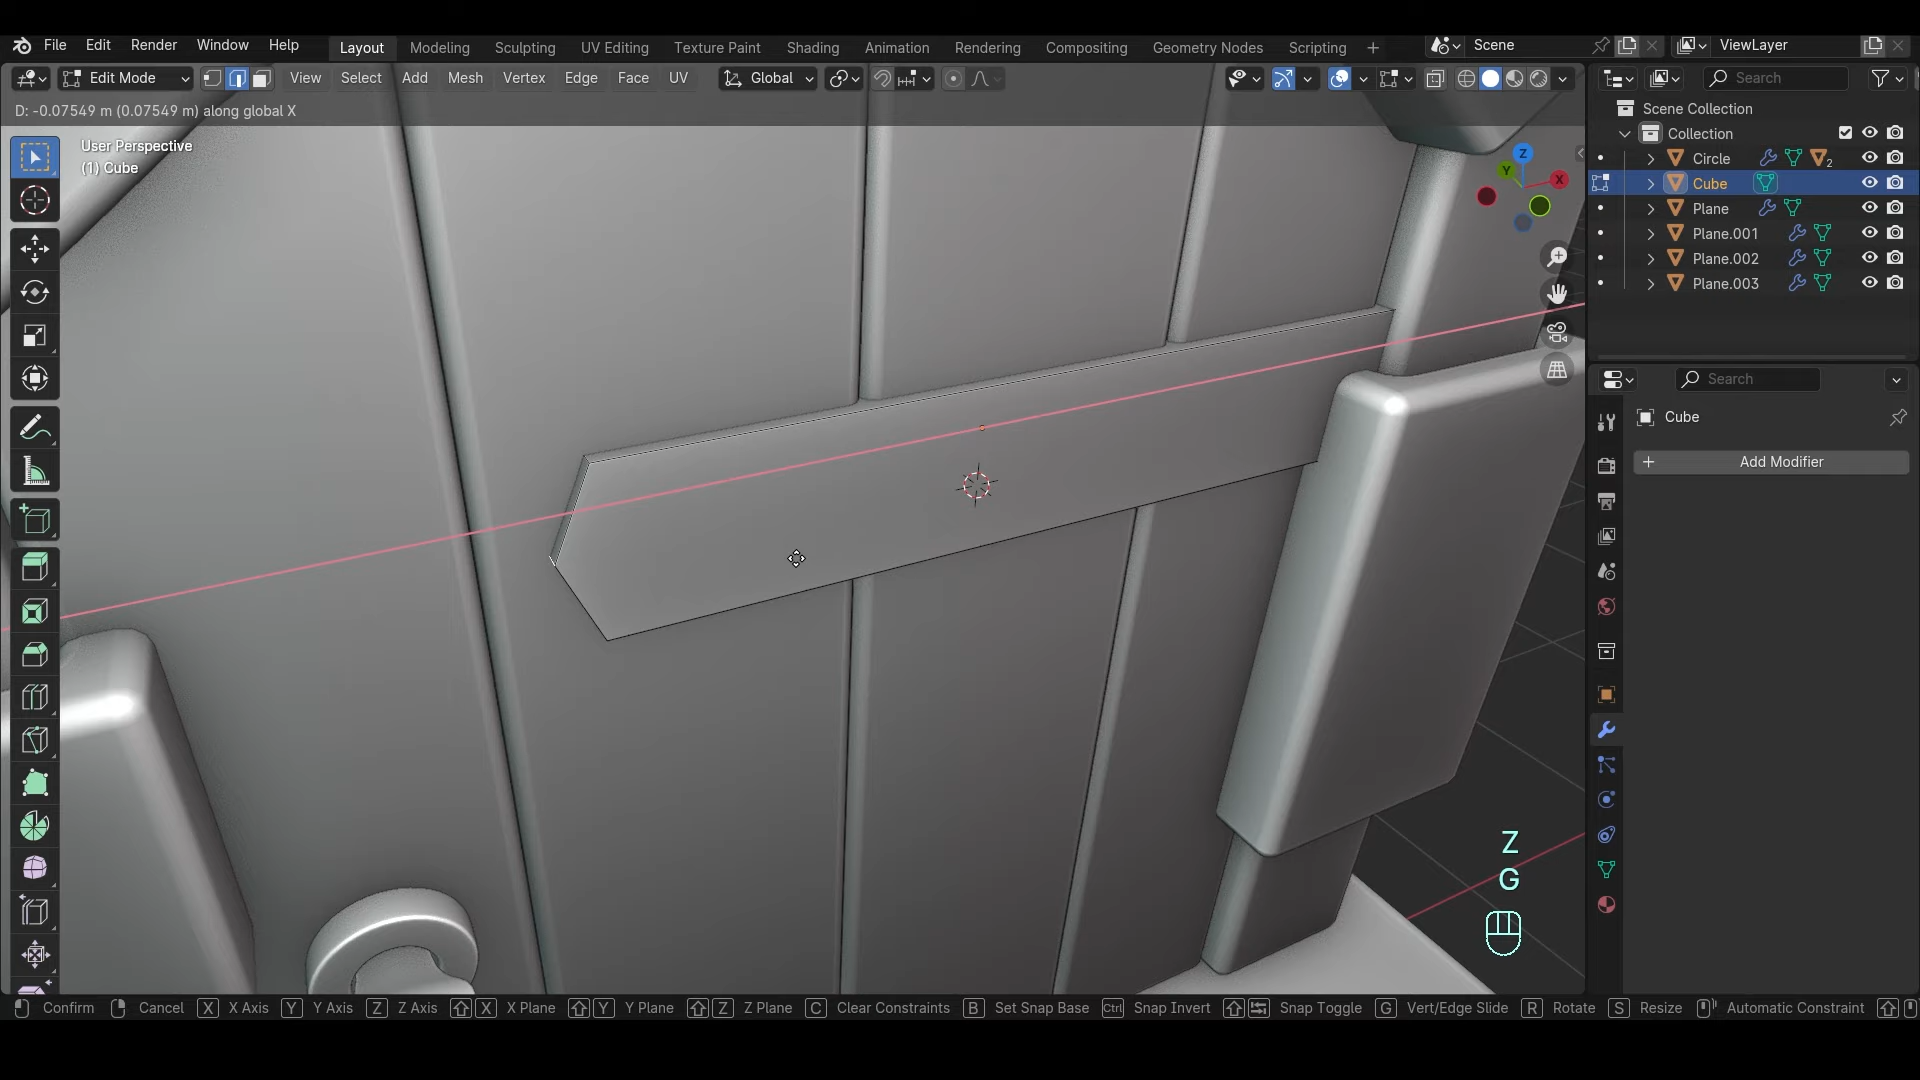 File Edit Render Window Help Layout Modeling Sculpting UV Editing Texture Paint Shading Animation Rendering Compositing Geometry Nodes Scripting + Scene ViewLayer
Edit Mode View Select Add Mesh Vertex Edge Face UV Global Search
D: -0.07549 m (0.07549 m) along global X
Scene Collection
Collection
User Perspective
(1) Cube
Circle 2
Cube
Plane
Plane.001
Plane.002
Plane.003
Z
Y
X
Search
Cube
+ Add Modifier
Z
G
Confirm Cancel X X Axis Y Y Axis Z Z Axis X X Plane Y Y Plane Z Z Plane C Clear Constraints B Set Snap Base Ctrl Snap Invert Snap Toggle G Vert/Edge Slide R Rotate S Resize Automatic Constraint